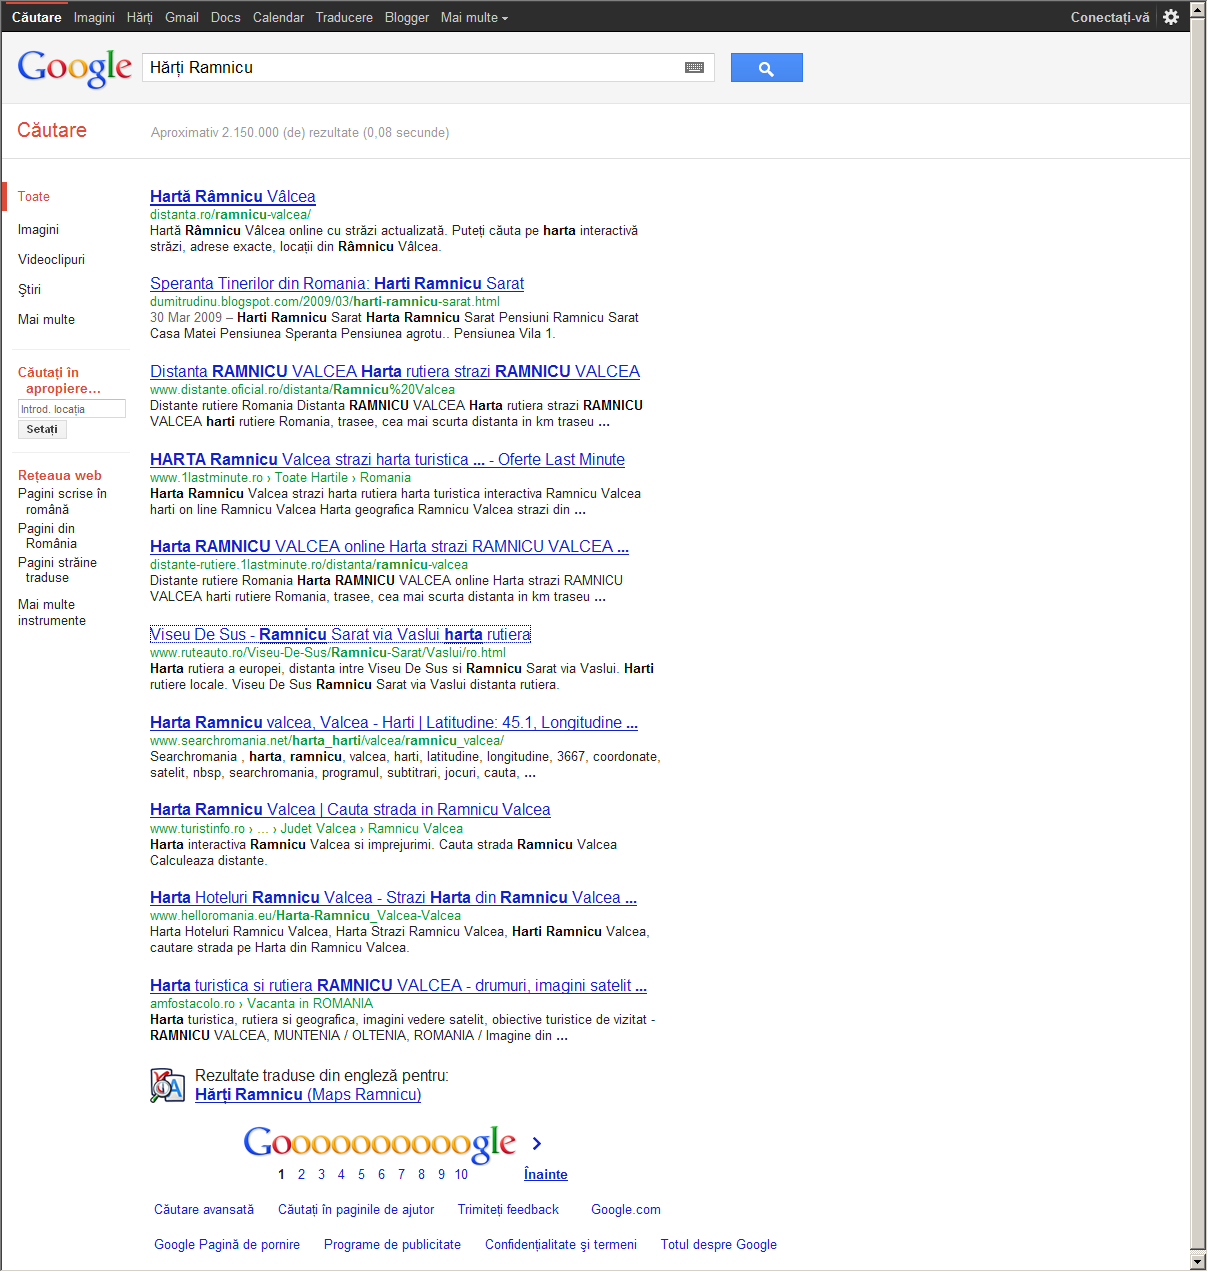 Căutare Imagini Hărți Gmail Docs Calendar Traducere Blogger Mai multe Conectați-vă
Google Hărți Ramnicu
Căutare Aproximativ 2.150.000 (de) rezultate (0,08 secunde)
Toate
Imagini
Videoclipuri
Știri
Mai multe
Căutați în
apropiere...
Introd. locația
Setați
Rețeaua web
Pagini scrise în
română
Pagini din
România
Pagini străine
traduse
Mai multe
instrumente
Hartă Râmnicu Vâlcea
distanta.ro/ramnicu-valcea/
Hartă Râmnicu Vâlcea online cu străzi actualizată. Puteți căuta pe harta interactivă
străzi, adrese exacte, locații din Râmnicu Vâlcea.
Speranta Tinerilor din Romania: Harti Ramnicu Sarat
dumitrudinu.blogspot.com/2009/03/harti-ramnicu-sarat.html
30 Mar 2009 – Harti Ramnicu Sarat Harta Ramnicu Sarat Pensiuni Ramnicu Sarat
Casa Matei Pensiunea Speranta Pensiunea agrotu.. Pensiunea Vila 1.
Distanta RAMNICU VALCEA Harta rutiera strazi RAMNICU VALCEA
www.distante.oficial.ro/distanta/Ramnicu%20Valcea
Distante rutiere Romania Distanta RAMNICU VALCEA Harta rutiera strazi RAMNICU
VALCEA harti rutiere Romania, trasee, cea mai scurta distanta in km traseu ...
HARTA Ramnicu Valcea strazi harta turistica ... - Oferte Last Minute
www.1lastminute.ro › Toate Hartile › Romania
Harta Ramnicu Valcea strazi harta rutiera harta turistica interactiva Ramnicu Valcea
harti on line Ramnicu Valcea Harta geografica Ramnicu Valcea strazi din ...
Harta RAMNICU VALCEA online Harta strazi RAMNICU VALCEA ...
distante-rutiere.1lastminute.ro/distanta/ramnicu-valcea
Distante rutiere Romania Harta RAMNICU VALCEA online Harta strazi RAMNICU
VALCEA harti rutiere Romania, trasee, cea mai scurta distanta in km traseu ...
Viseu De Sus - Ramnicu Sarat via Vaslui harta rutiera
www.ruteauto.ro/Viseu-De-Sus/Ramnicu-Sarat/Vaslui/ro.html
Harta rutiera a europei, distanta intre Viseu De Sus si Ramnicu Sarat via Vaslui. Harti
rutiere locale. Viseu De Sus Ramnicu Sarat via Vaslui distanta rutiera.
Harta Ramnicu valcea, Valcea - Harti | Latitudine: 45.1, Longitudine ...
www.searchromania.net/harta_harti/valcea/ramnicu_valcea/
Searchromania , harta, ramnicu, valcea, harti, latitudine, longitudine, 3667, coordonate,
satelit, nbsp, searchromania, programul, subtitrari, jocuri, cauta, ...
Harta Ramnicu Valcea | Cauta strada in Ramnicu Valcea
www.turistinfo.ro › ... › Judet Valcea › Ramnicu Valcea
Harta interactiva Ramnicu Valcea si imprejurimi. Cauta strada Ramnicu Valcea
Calculeaza distante.
Harta Hoteluri Ramnicu Valcea - Strazi Harta din Ramnicu Valcea ...
www.helloromania.eu/Harta-Ramnicu_Valcea-Valcea
Harta Hoteluri Ramnicu Valcea, Harta Strazi Ramnicu Valcea, Harti Ramnicu Valcea,
cautare strada pe Harta din Ramnicu Valcea.
Harta turistica si rutiera RAMNICU VALCEA - drumuri, imagini satelit ...
amfostacolo.ro › Vacanta in ROMANIA
Harta turistica, rutiera si geografica, imagini vedere satelit, obiective turistice de vizitat -
RAMNICU VALCEA, MUNTENIA / OLTENIA, ROMANIA / Imagine din ...
Rezultate traduse din engleză pentru:
Hărți Ramnicu (Maps Ramnicu)
Goooooooooogle
1 2 3 4 5 6 7 8 9 10 Înainte
Căutare avansată Căutați în paginile de ajutor Trimiteți feedback Google.com
Google Pagină de pornire Programe de publicitate Confidențialitate și termeni Totul despre Google